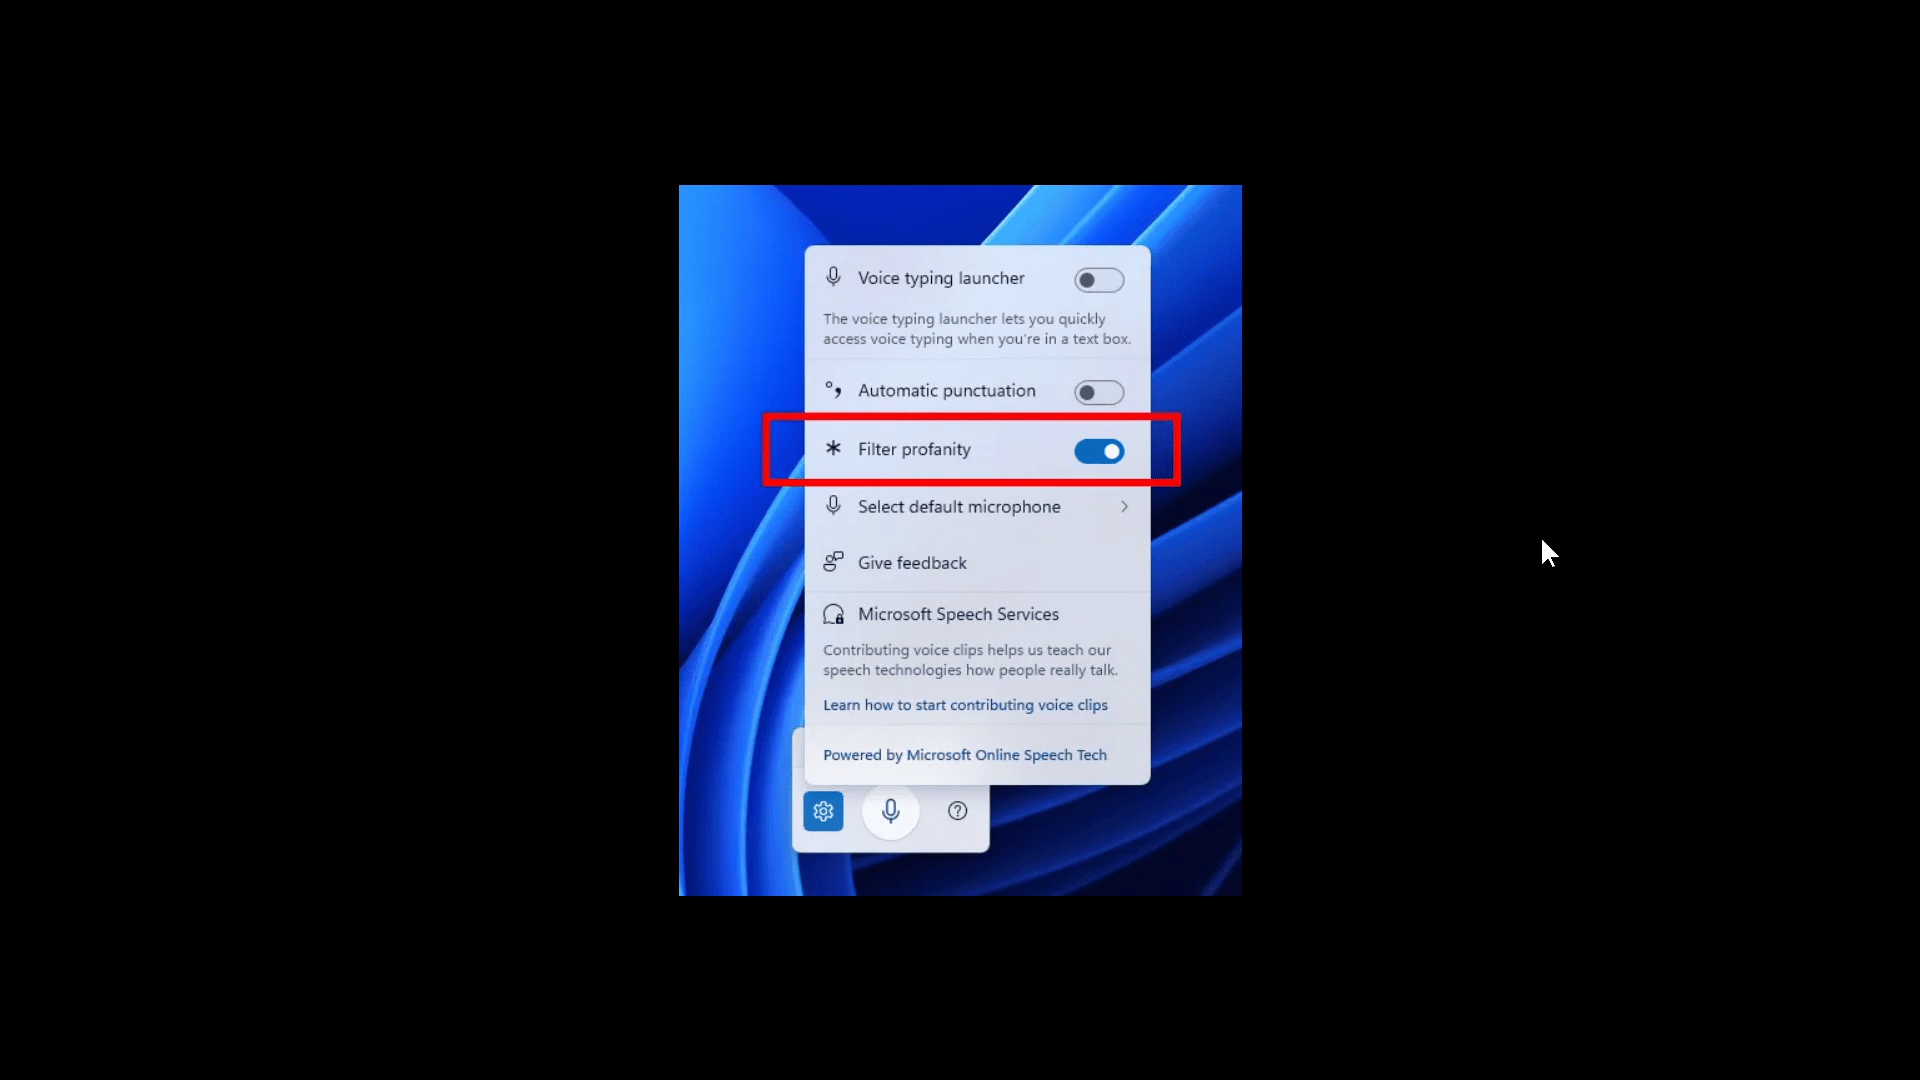 Voice typing launcher
The voice typing launcher lets you quickly
access voice typing when you're in a text box.
Automatic punctuation
Filter profanity
Select default microphone
Give feedback
Microsoft Speech Services
Contributing voice clips helps us teach our
speech technologies how people really talk.
Learn how to start contributing voice clips
Powered by Microsoft Online Speech Tech